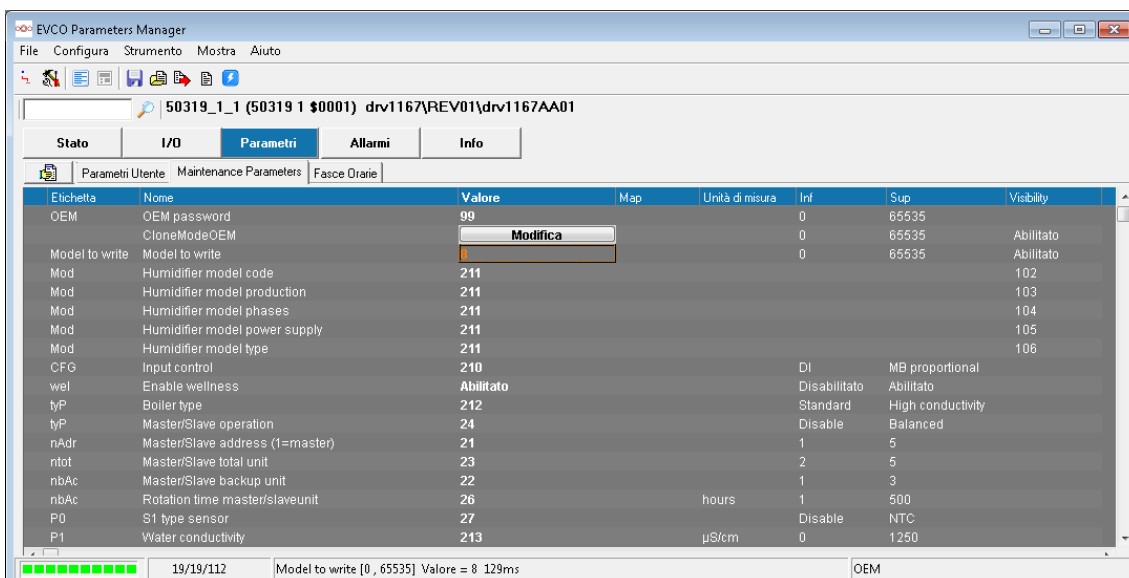 EVCO Parameters Manager
File Configura Strumento Mostra Aiuto
50319_1_1 (50319 1 $0001) drv1167\REV01\drv1167AA01
Stato I/O Parametri Allarmi Info
Parametri Utente Maintenance Parameters Fasce Orarie
Etichetta Nome Valore Map Unità di misura Inf Sup Visibility
OEM OEM password 99 0 65535
CloneModeOEM Modifica 0 65535 Abilitato
Model to write Model to write 8 0 65535 Abilitato
Mod Humidifier model code 211 102
Mod Humidifier model production 211 103
Mod Humidifier model phases 211 104
Mod Humidifier model power supply 211 105
Mod Humidifier model type 211 106
CFG Input control 210 DI MB proportional
wel Enable wellness Abilitato Disabilitato Abilitato
tyP Boiler type 212 Standard High conductivity
tyP Master/Slave operation 24 Disable Balanced
nAdr Master/Slave address (1=master) 21 1 5
ntot Master/Slave total unit 23 2 5
nbAc Master/Slave backup unit 22 1 3
nbAc Rotation time master/slaveunit 26 hours 1 500
P0 S1 type sensor 27 Disable NTC
P1 Water conductivity 213 µS/cm 0 1250
19/19/112 Model to write [0 , 65535] Valore = 8 129ms OEM